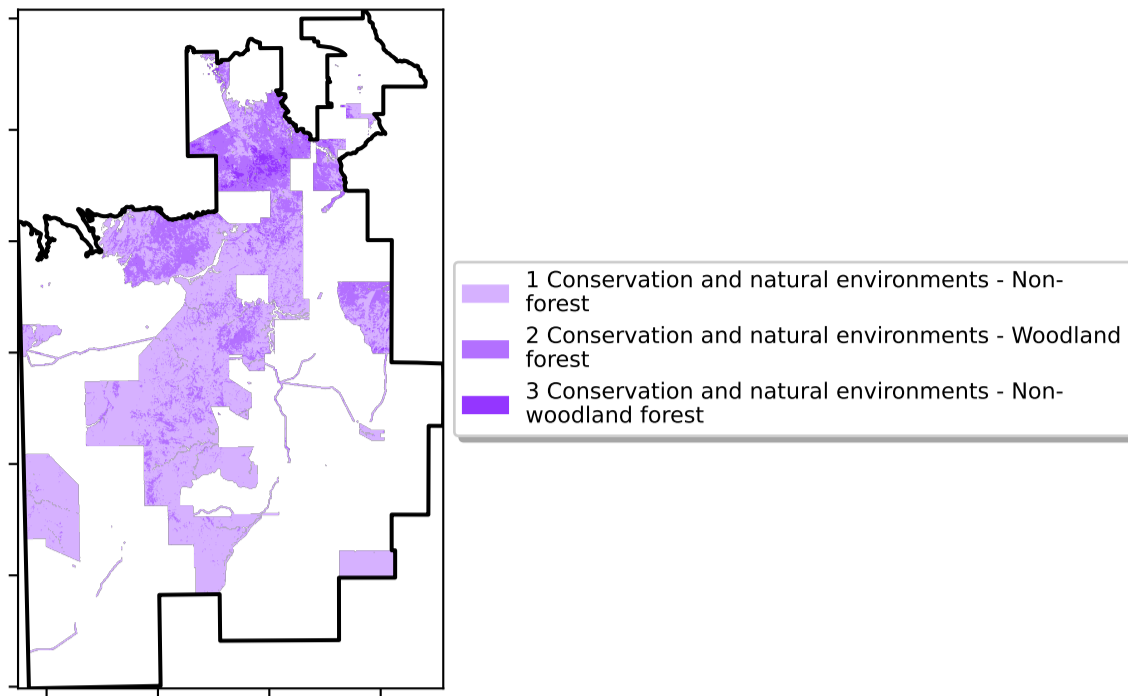 1 Conservation and natural environments - Non-
forest
2 Conservation and natural environments - Woodland
forest
3 Conservation and natural environments - Non-
woodland forest